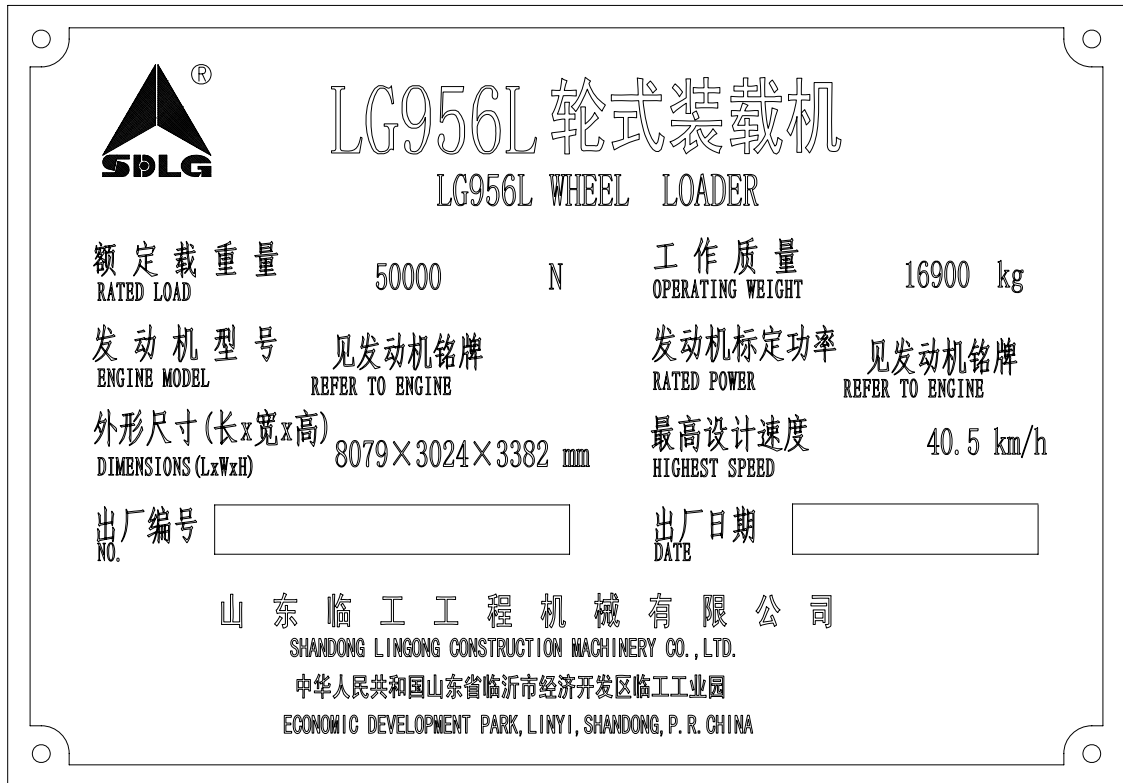 ®
SDLG
LG956L 轮式装载机
LG956L WHEEL LOADER
额定载重量 50000 N
RATED LOAD
工作质量 16900 kg
OPERATING WEIGHT
发动机型号 见发动机铭牌
ENGINE MODEL REFER TO ENGINE
发动机标定功率 见发动机铭牌
RATED POWER REFER TO ENGINE
外形尺寸(长x宽x高) 8079×3024×3382 mm
DIMENSIONS(LxWxH)
最高设计速度 40.5 km/h
HIGHEST SPEED
出厂编号
NO.
出厂日期
DATE
山东临工工程机械有限公司
SHANDONG LINGONG CONSTRUCTION MACHINERY CO.,LTD.
中华人民共和国山东省临沂市经济开发区临工工业园
ECONOMIC DEVELOPMENT PARK,LINYI,SHANDONG,P.R.CHINA